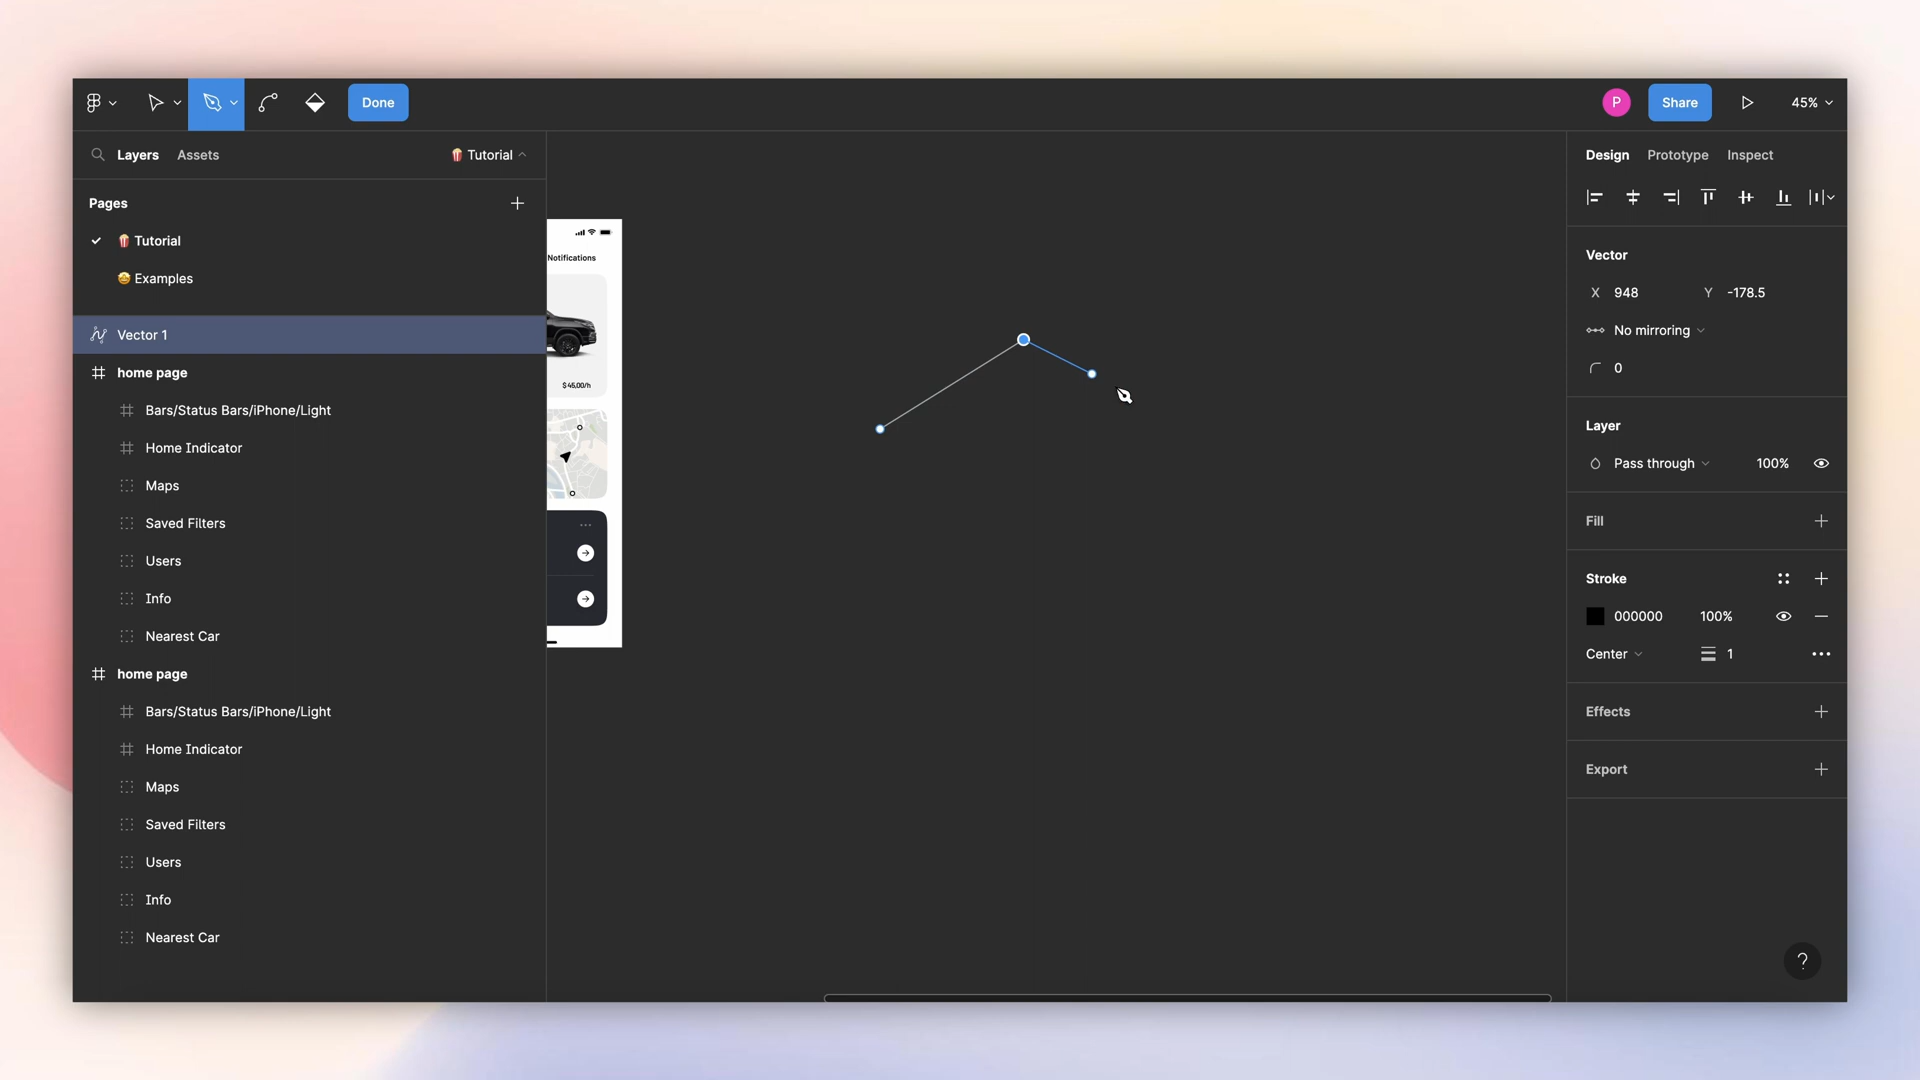 Done
P
Share
45%
Layers
Assets
🍿 Tutorial
Pages
🍿 Tutorial
🤩 Examples
Vector 1
home page
Bars/Status Bars/iPhone/Light
Home Indicator
Maps
Saved Filters
Users
Info
Nearest Car
home page
Bars/Status Bars/iPhone/Light
Home Indicator
Maps
Saved Filters
Users
Info
Nearest Car
Notifications
$45,00/h
Design Prototype Inspect
Vector
X 948 Y -178.5
No mirroring
0
Layer
Pass through 100%
Fill
Stroke
000000 100%
Center 1
Effects
Export
?